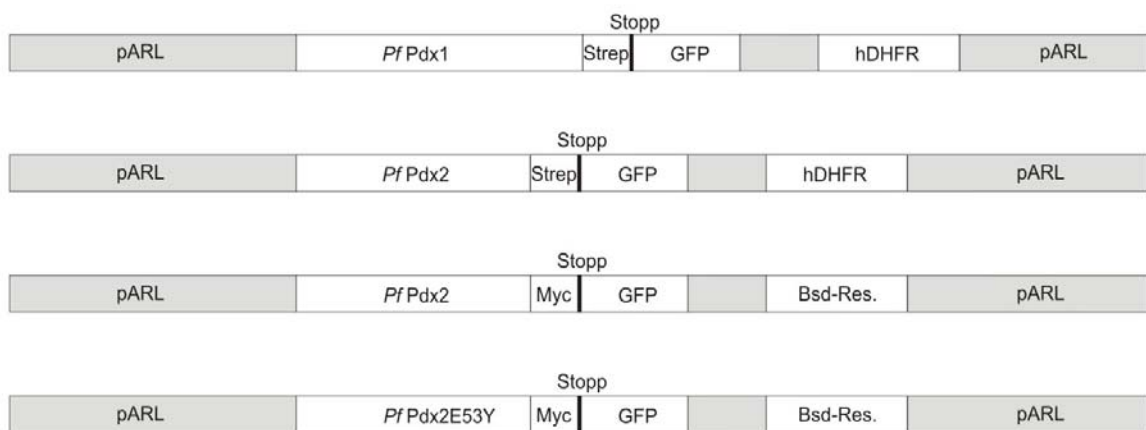 Stopp
pARL Pf Pdx1 Strep GFP hDHFR pARL
Stopp
pARL Pf Pdx2 Strep GFP hDHFR pARL
Stopp
pARL Pf Pdx2 Myc GFP Bsd-Res. pARL
Stopp
pARL Pf Pdx2E53Y Myc GFP Bsd-Res. pARL